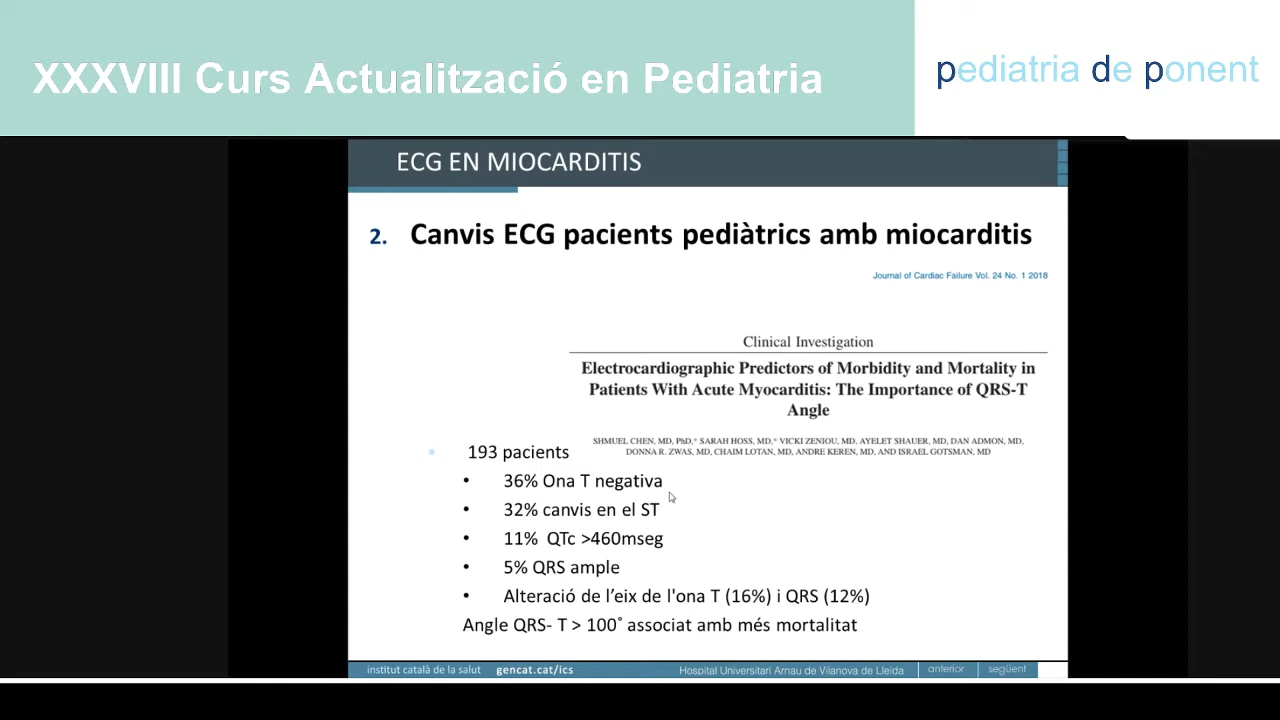 XXXVIII Curs Actualització en Pediatria
pediatria de ponent
ECG EN MIOCARDITIS
2. Canvis ECG pacients pediàtrics amb miocarditis
Journal of Cardiac Failure Vol. 24 No. 1 2018
Clinical Investigation
Electrocardiographic Predictors of Morbidity and Mortality in
Patients With Acute Myocarditis: The Importance of QRS-T
Angle
SHMUEL CHEN, MD, PhD,* SARAH HOSS, MD,* VICKI ZENIOU, MD, AYELET SHAUER, MD, DAN ADMON, MD,
DONNA R. ZWAS, MD, CHAIM LOTAN, MD, ANDRE KEREN, MD, AND ISRAEL GOTSMAN, MD
193 pacients
• 36% Ona T negativa
• 32% canvis en el ST
• 11% QTc >460mseg
• 5% QRS ample
• Alteració de l’eix de l'ona T (16%) i QRS (12%)
Angle QRS- T > 100˚ associat amb més mortalitat
institut català de la salut gencat.cat/ics Hospital Universitari Arnau de Vilanova de Lleida anterior següent